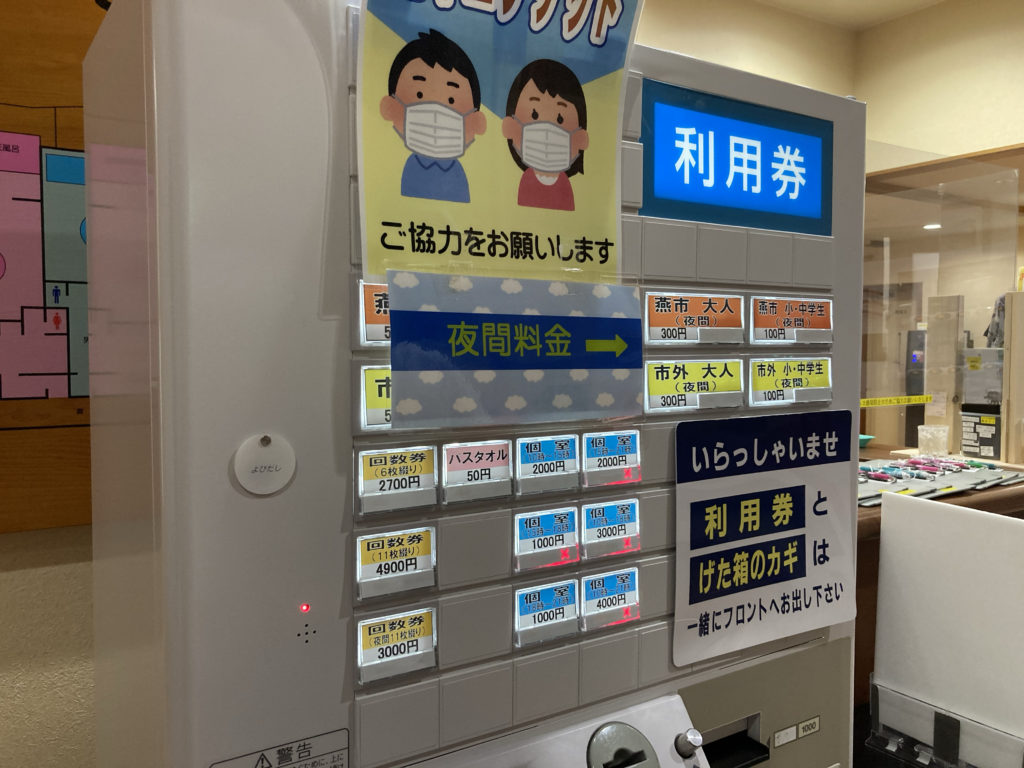 ご協力をお願いします
利用券
夜間料金
燕市 大人
(夜間)
300円
燕市 小・中学生
(夜間)
100円
市外 大人
(夜間)
300円
市外 小・中学生
(夜間)
100円
回数券
(6枚綴り)
2700円
バスタオル
50円
個室
2000円
個室
2000円
回数券
(11枚綴り)
4900円
個室
1000円
個室
3000円
回数券
(夜間11枚綴り)
3000円
個室
1000円
個室
4000円
いらっしゃいませ
利用券と
げた箱のカギは
一緒にフロントへお出し下さい
よびだし
警告
1000